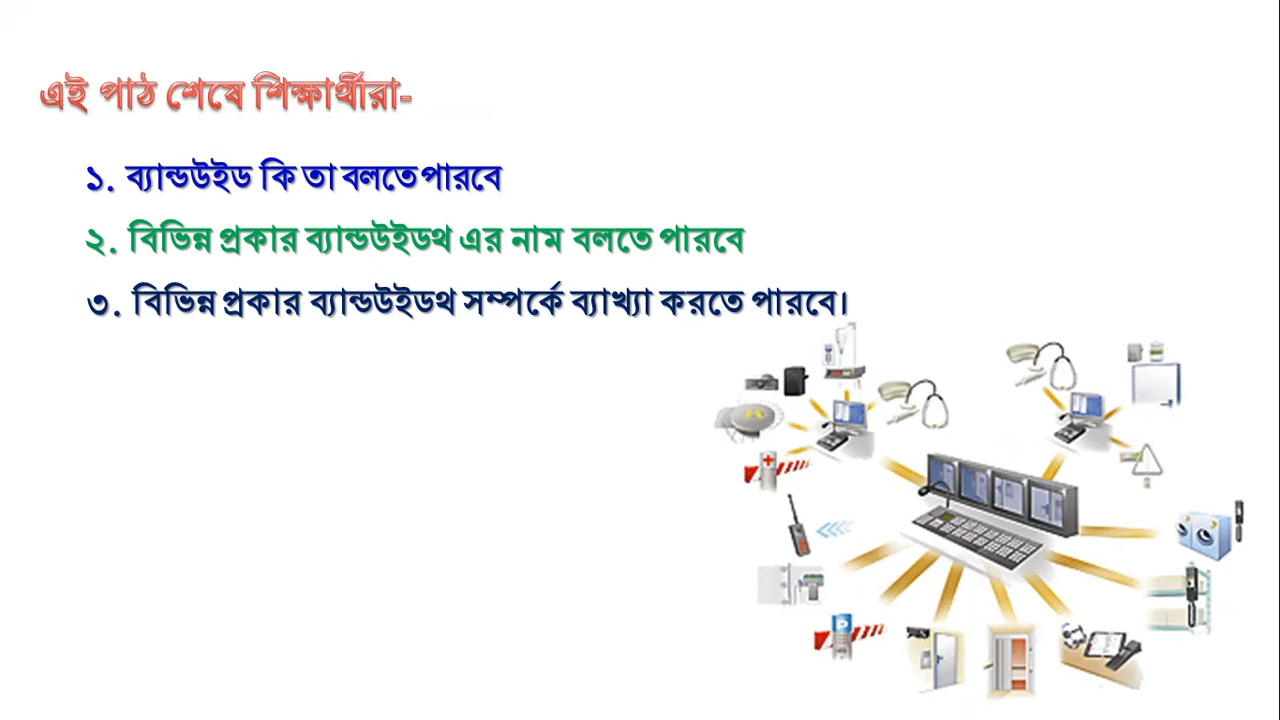 এই পাঠ শেষে শিক্ষার্থীরা-
১. ব্যান্ডউইড কি তা বলতে পারবে
২. বিভিন্ন প্রকার ব্যান্ডউইডথ এর নাম বলতে পারবে
৩. বিভিন্ন প্রকার ব্যান্ডউইডথ সম্পর্কে ব্যাখ্যা করতে পারবে।